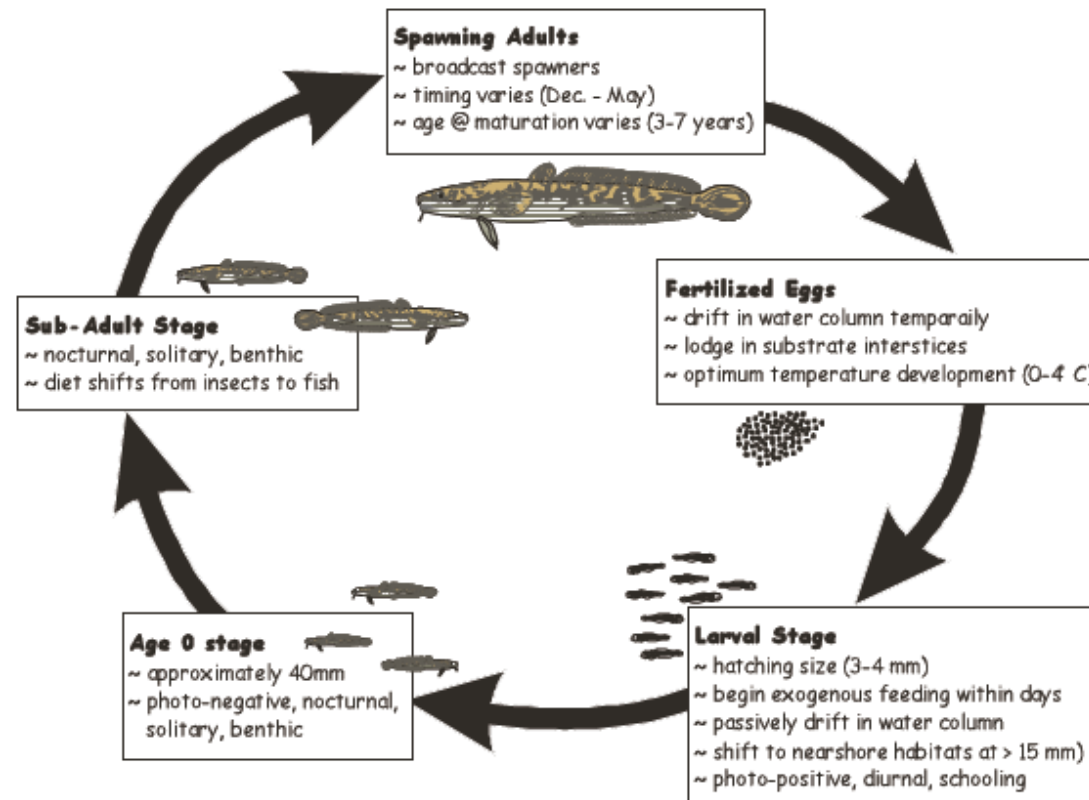 Spawning Adults
~ broadcast spawners
~ timing varies (Dec. - May)
~ age @ maturation varies (3-7 years)
Fertilized Eggs
~ drift in water column temparaily
~ lodge in substrate interstices
~ optimum temperature development (0-4° C)
Larval Stage
~ hatching size (3-4 mm)
~ begin exogenous feeding within days
~ passively drift in water column
~ shift to nearshore habitats at > 15 mm)
~ photo-positive, diurnal, schooling
Age 0 stage
~ approximately 40mm
~ photo-negative, nocturnal,
solitary, benthic
Sub-Adult Stage
~ nocturnal, solitary, benthic
~ diet shifts from insects to fish